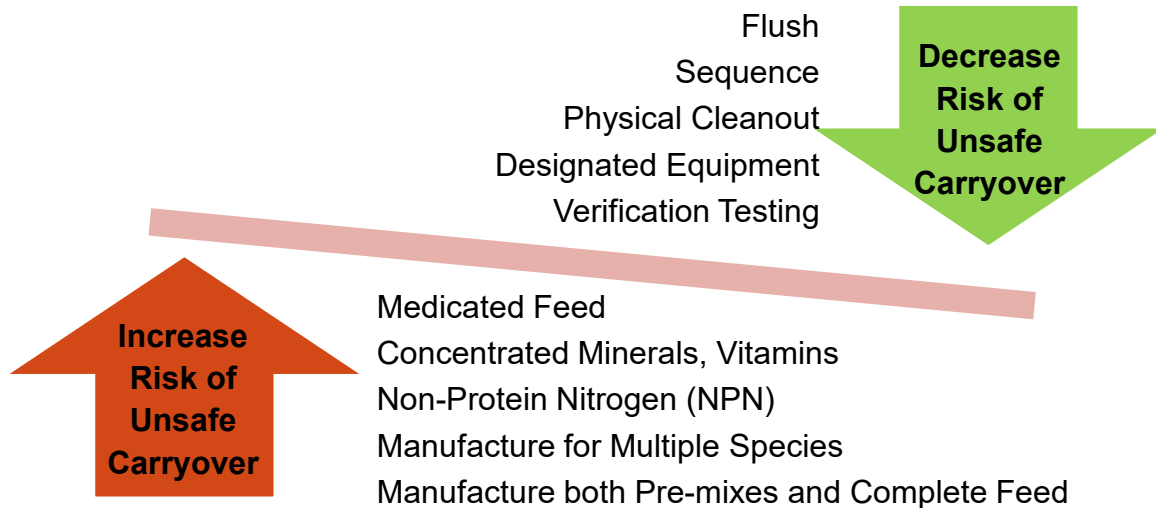 Flush
Sequence
Physical Cleanout
Designated Equipment
Verification Testing
Decrease
Risk of
Unsafe
Carryover
Increase
Risk of
Unsafe
Carryover
Medicated Feed
Concentrated Minerals, Vitamins
Non-Protein Nitrogen (NPN)
Manufacture for Multiple Species
Manufacture both Pre-mixes and Complete Feed